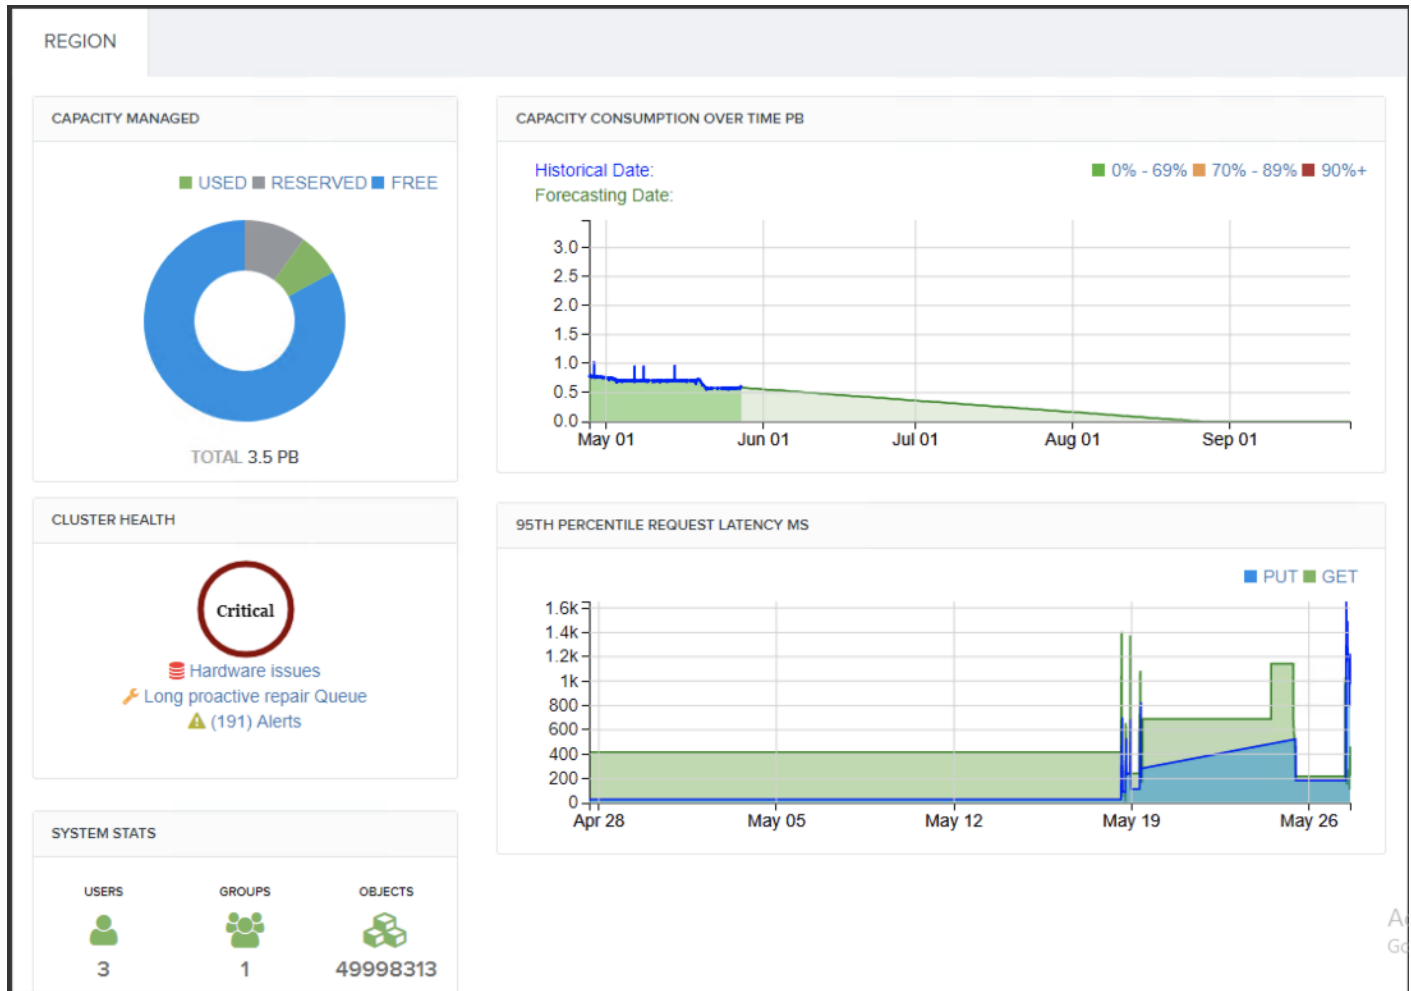 REGION
CAPACITY MANAGED
USED RESERVED FREE
TOTAL 3.5 PB
CAPACITY CONSUMPTION OVER TIME PB
Historical Date:
Forecasting Date:
0% - 69% 70% - 89% 90%+
3.0
2.5
2.0
1.5
1.0
0.5
0.0
May 01 Jun 01 Jul 01 Aug 01 Sep 01
CLUSTER HEALTH
Critical
Hardware issues
Long proactive repair Queue
(191) Alerts
95TH PERCENTILE REQUEST LATENCY MS
PUT GET
1.6k
1.4k
1.2k
1k
800
600
400
200
0
Apr 28 May 05 May 12 May 19 May 26
SYSTEM STATS
USERS GROUPS OBJECTS
3 1 49998313